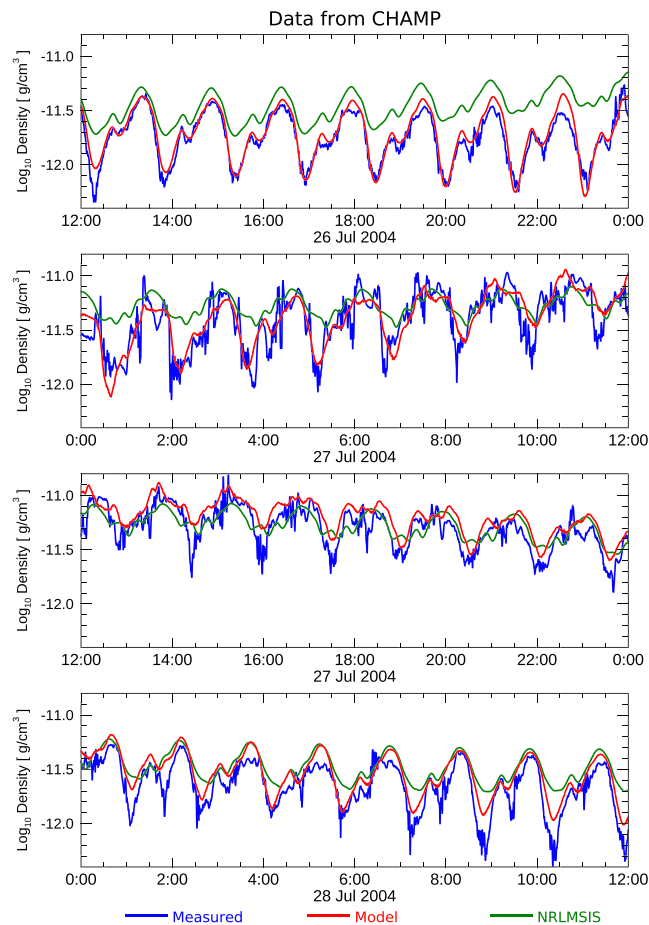 Data from CHAMP
Log10 Density [ g/cm3 ]
-11.0
-11.5
-12.0
12:00 14:00 16:00 18:00 20:00 22:00 0:00
26 Jul 2004
Log10 Density [ g/cm3 ]
-11.0
-11.5
-12.0
0:00 2:00 4:00 6:00 8:00 10:00 12:00
27 Jul 2004
Log10 Density [ g/cm3 ]
-11.0
-11.5
-12.0
12:00 14:00 16:00 18:00 20:00 22:00 0:00
27 Jul 2004
Log10 Density [ g/cm3 ]
-11.0
-11.5
-12.0
0:00 2:00 4:00 6:00 8:00 10:00 12:00
28 Jul 2004
Measured Model NRLMSIS